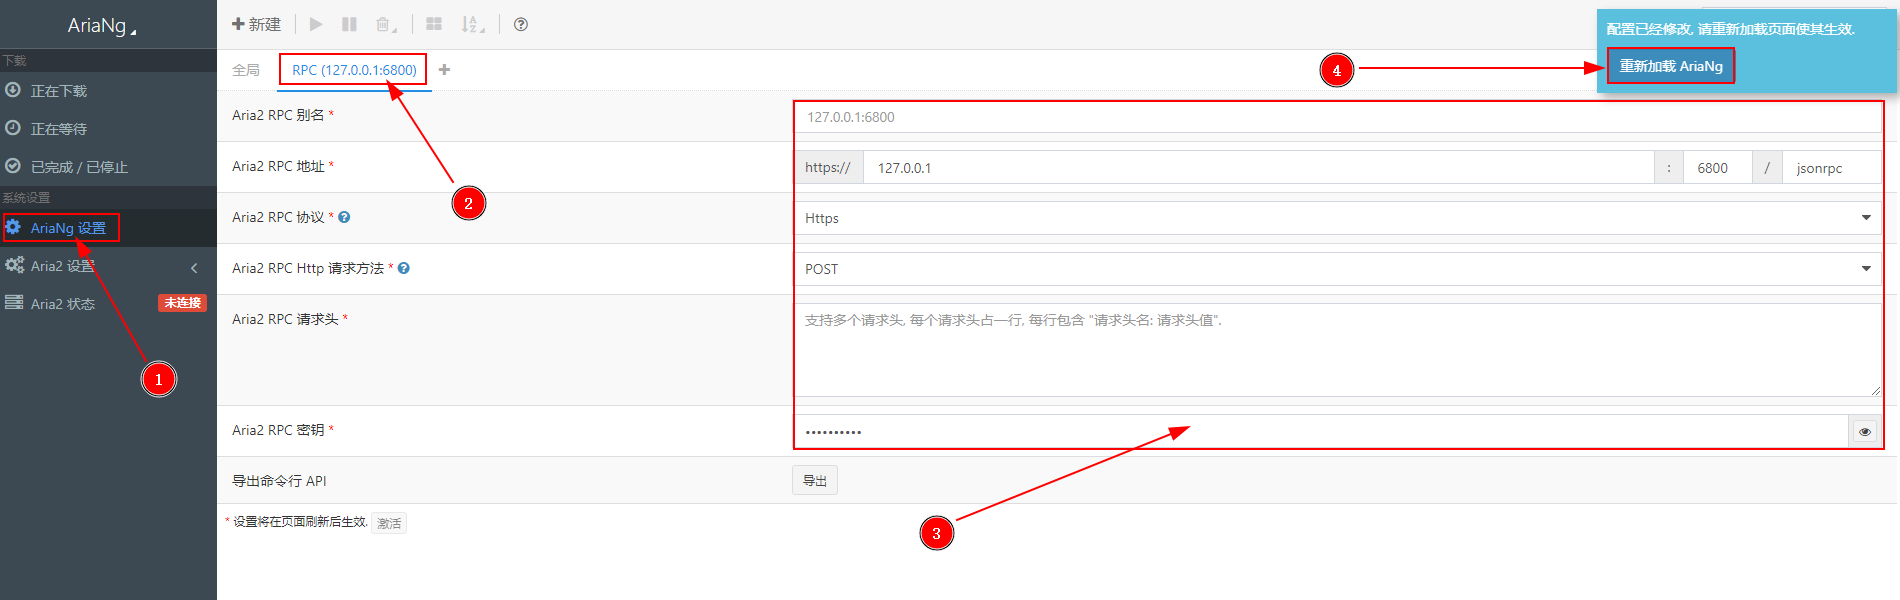 AriaNg
下载
正在下载
正在等待
已完成 / 已停止
系统设置
AriaNg 设置
Aria2 设置
Aria2 状态 未连接
1
新建
全局 RPC (127.0.0.1:6800)
2
Aria2 RPC 别名 * 127.0.0.1:6800
Aria2 RPC 地址 * https:// 127.0.0.1 : 6800 / jsonrpc
Aria2 RPC 协议 * Https
Aria2 RPC Http 请求方法 * POST
Aria2 RPC 请求头 * 支持多个请求头, 每个请求头占一行, 每行包含 "请求头名: 请求头值".
Aria2 RPC 密钥 * ••••••••••
导出命令行 API 导出
* 设置将在页面刷新后生效. 激活
3
4
配置已经修改, 请重新加载页面使其生效.
重新加载 AriaNg